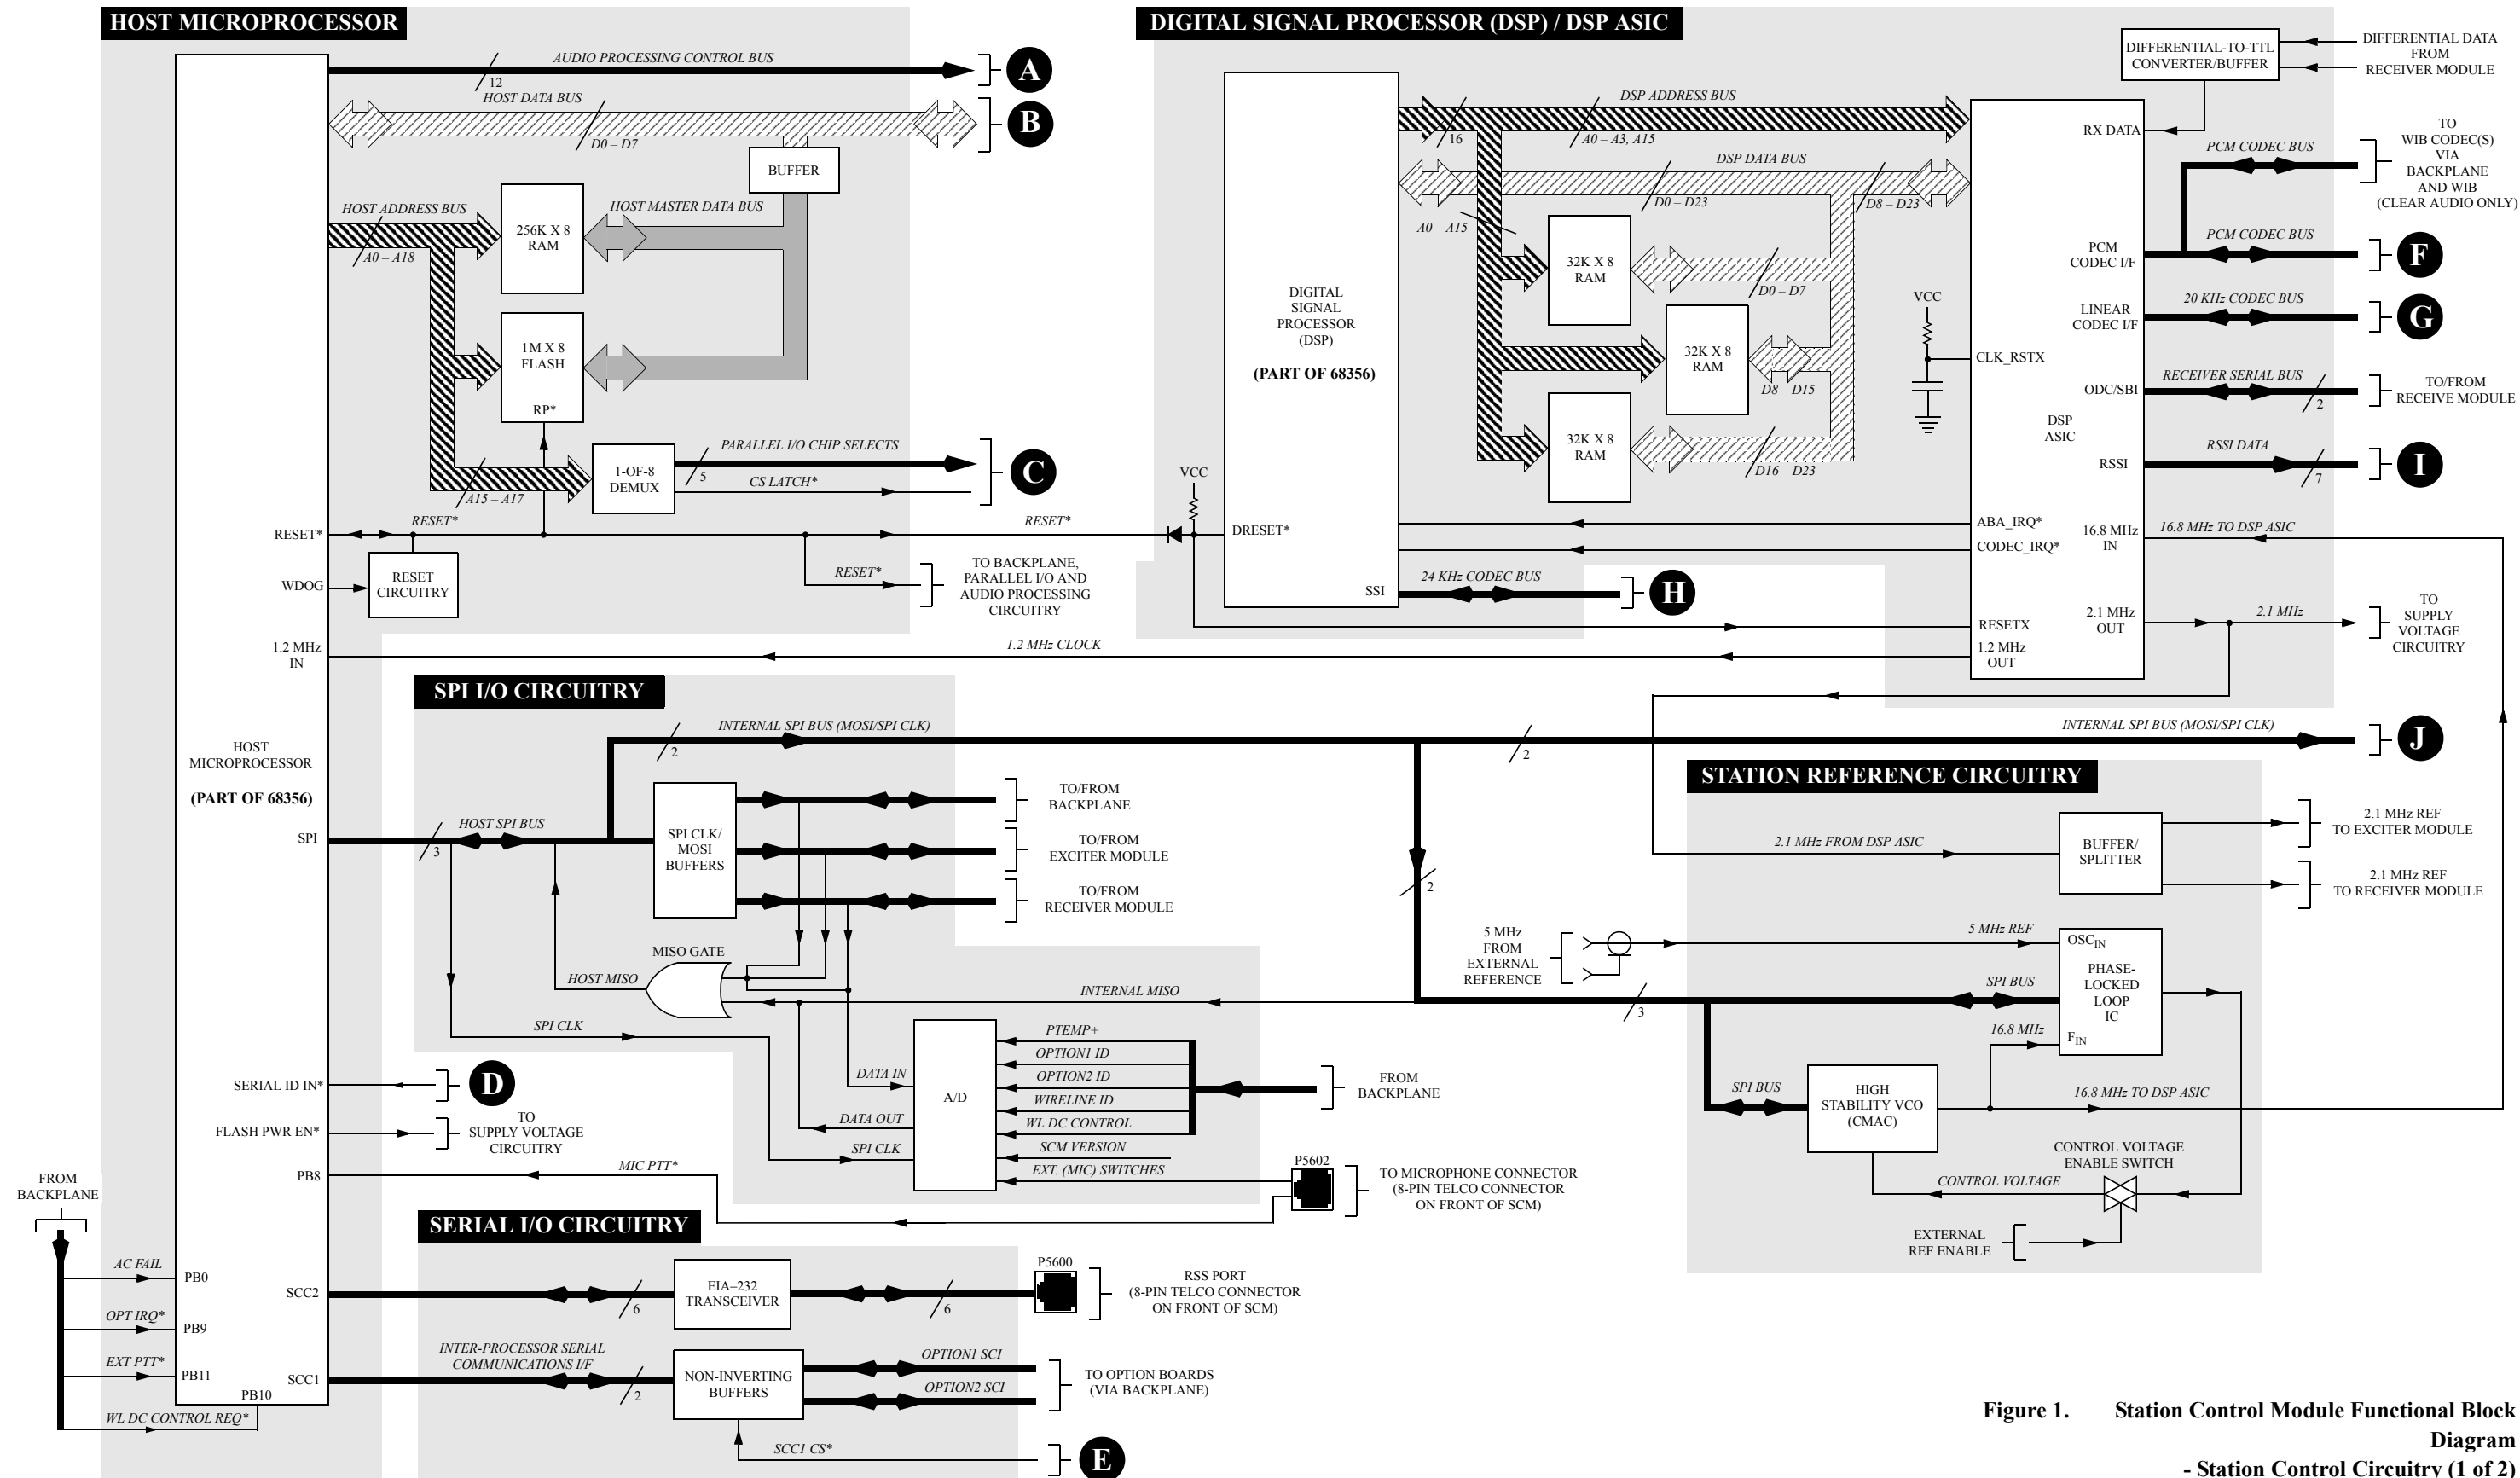 HOST MICROPROCESSOR
AUDIO PROCESSING CONTROL BUS
12
A
HOST DATA BUS
D0 – D7
B
BUFFER
HOST ADDRESS BUS
A0 – A18
256K X 8
RAM
HOST MASTER DATA BUS
1M X 8
FLASH
RP*
1-OF-8
DEMUX
A15 – A17
PARALLEL I/O CHIP SELECTS
5
CS LATCH*
C
RESET*
RESET*
RESET*
WDOG
RESET
CIRCUITRY
RESET*
TO BACKPLANE,
PARALLEL I/O AND
AUDIO PROCESSING
CIRCUITRY
1.2 MHz
IN
1.2 MHz CLOCK
HOST
MICROPROCESSOR
(PART OF 68356)
SPI
SERIAL ID IN*
D
FLASH PWR EN*
TO
SUPPLY VOLTAGE
CIRCUITRY
PB8
MIC PTT*
FROM
BACKPLANE
AC FAIL
PB0
OPT IRQ*
PB9
EXT PTT*
PB11
PB10
WL DC CONTROL REQ*
SCC2
SCC1
DIGITAL SIGNAL PROCESSOR (DSP) / DSP ASIC
DIGITAL
SIGNAL
PROCESSOR
(DSP)
(PART OF 68356)
DSP ADDRESS BUS
16
A0 – A3, A15
DSP DATA BUS
D0 – D23
D8 – D23
A0 – A15
32K X 8
RAM
D0 – D7
32K X 8
RAM
D8 – D15
32K X 8
RAM
D16 – D23
VCC
DRESET*
SSI
24 KHz CODEC BUS
H
DIFFERENTIAL-TO-TTL
CONVERTER/BUFFER
DIFFERENTIAL DATA
FROM
RECEIVER MODULE
RX DATA
PCM CODEC BUS
TO
WIB CODEC(S)
VIA
BACKPLANE
AND WIB
(CLEAR AUDIO ONLY)
PCM
CODEC I/F
PCM CODEC BUS
F
VCC
CLK_RSTX
LINEAR
CODEC I/F
20 KHz CODEC BUS
G
ODC/SBI
RECEIVER SERIAL BUS
2
TO/FROM
RECEIVE MODULE
DSP
ASIC
RSSI
RSSI DATA
7
I
ABA_IRQ*
CODEC_IRQ*
16.8 MHz
IN
16.8 MHZ TO DSP ASIC
2.1 MHz
OUT
2.1 MHz
TO
SUPPLY
VOLTAGE
CIRCUITRY
RESETX
1.2 MHz
OUT
SPI I/O CIRCUITRY
INTERNAL SPI BUS (MOSI/SPI CLK)
2
2
INTERNAL SPI BUS (MOSI/SPI CLK)
J
HOST SPI BUS
3
SPI CLK/
MOSI
BUFFERS
TO/FROM
BACKPLANE
TO/FROM
EXCITER MODULE
TO/FROM
RECEIVER MODULE
MISO GATE
HOST MISO
SPI CLK
INTERNAL MISO
2
3
DATA IN
DATA OUT
SPI CLK
A/D
PTEMP+
OPTION1 ID
OPTION2 ID
WIRELINE ID
WL DC CONTROL
SCM VERSION
EXT. (MIC) SWITCHES
FROM
BACKPLANE
P5602
TO MICROPHONE CONNECTOR
(8-PIN TELCO CONNECTOR
ON FRONT OF SCM)
STATION REFERENCE CIRCUITRY
2.1 MHz FROM DSP ASIC
BUFFER/
SPLITTER
2.1 MHz REF
TO EXCITER MODULE
2.1 MHz REF
TO RECEIVER MODULE
5 MHz
FROM
EXTERNAL
REFERENCE
5 MHz REF
OSCIN
PHASE-
LOCKED
LOOP
IC
FIN
SPI BUS
16.8 MHz
SPI BUS
HIGH
STABILITY VCO
(CMAC)
16.8 MHz TO DSP ASIC
CONTROL VOLTAGE
ENABLE SWITCH
CONTROL VOLTAGE
EXTERNAL
REF ENABLE
SERIAL I/O CIRCUITRY
6
EIA–232
TRANSCEIVER
6
P5600
RSS PORT
(8-PIN TELCO CONNECTOR
ON FRONT OF SCM)
INTER-PROCESSOR SERIAL
COMMUNICATIONS I/F
2
NON-INVERTING
BUFFERS
OPTION1 SCI
OPTION2 SCI
TO OPTION BOARDS
(VIA BACKPLANE)
SCC1 CS*
E
Figure 1. Station Control Module Functional Block
Diagram
- Station Control Circuitry (1 of 2)